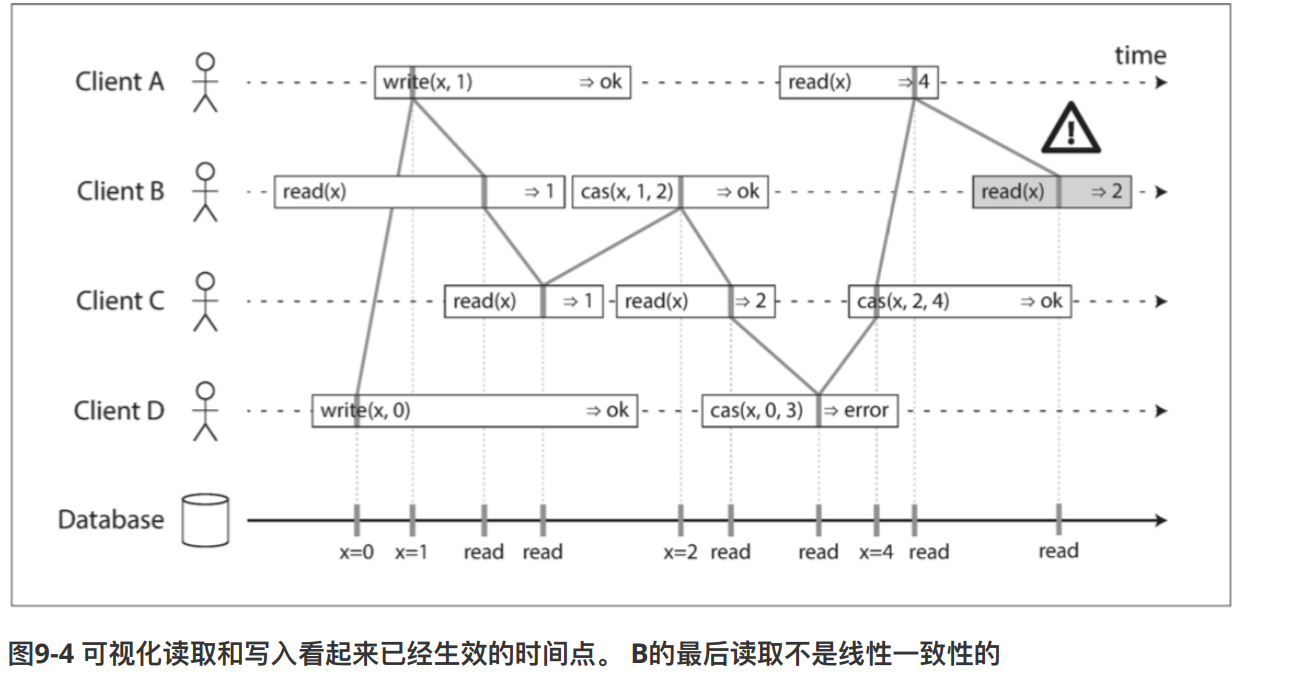 time
Client A write(x, 1) ⇒ ok read(x) ⇒ 4
Client B read(x) ⇒ 1 cas(x, 1, 2) ⇒ ok read(x) ⇒ 2
Client C read(x) ⇒ 1 read(x) ⇒ 2 cas(x, 2, 4) ⇒ ok
Client D write(x, 0) ⇒ ok cas(x, 0, 3) ⇒ error
Database
x=0 x=1 read read x=2 read read x=4 read read
图9-4 可视化读取和写入看起来已经生效的时间点。 B的最后读取不是线性一致性的